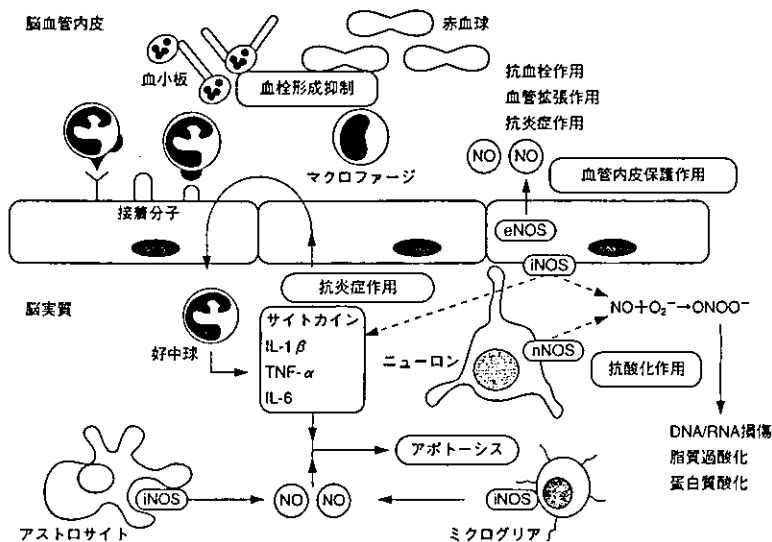 脳血管内皮
赤血球
血小板
血栓形成抑制
抗血栓作用
血管拡張作用
抗炎症作用
NO NO
マクロファージ
血管内皮保護作用
接着分子
eNOS
iNOS
抗炎症作用
脳実質
NO+O₂⁻→ONOO⁻
サイトカイン
IL-1β
TNF-α
IL-6
好中球
ニューロン
nNOS
抗酸化作用
アポトーシス
DNA/RNA損傷
脂質過酸化
蛋白質酸化
iNOS
NO NO
iNOS
アストロサイト
ミクログリア